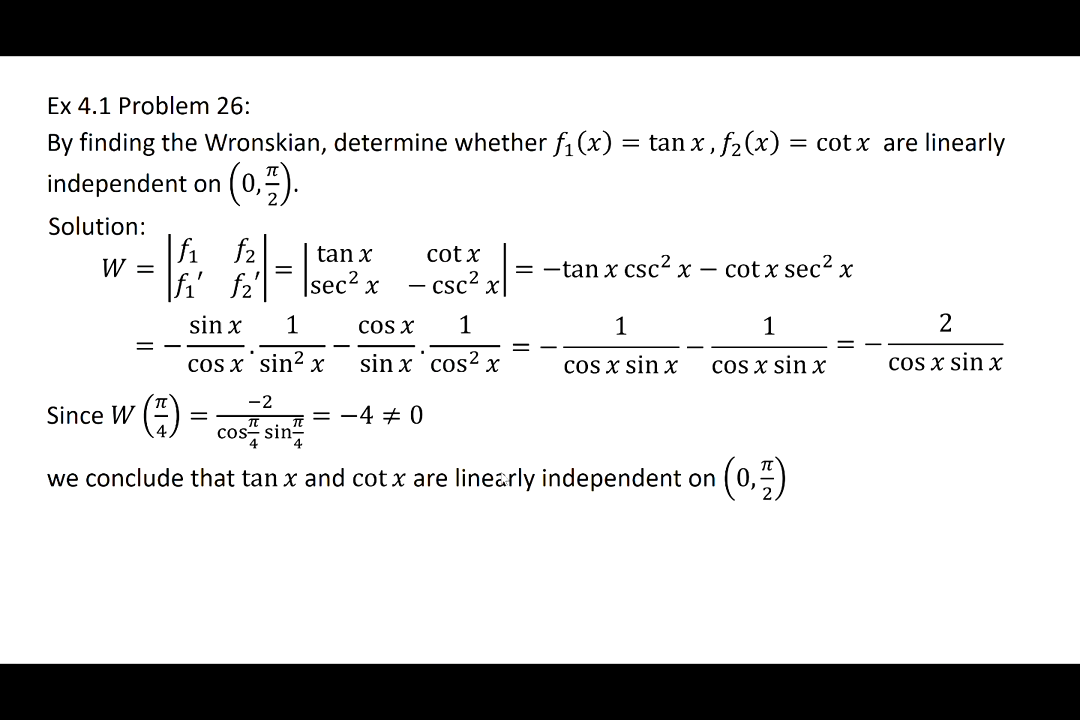 Ex 4.1 Problem 26:
By finding the Wronskian, determine whether f₁(x) = tan x , f₂(x) = cot x are linearly
independent on (0, π/2).
Solution:
W = |f₁ f₂; f₁′ f₂′| = |tan x cot x; sec² x − csc² x| = −tan x csc² x − cot x sec² x
= − sin x/cos x · 1/sin² x − cos x/sin x · 1/cos² x = − 1/(cos x sin x) − 1/(cos x sin x) = − 2/(cos x sin x)
Since W (π/4) = −2/(cos π/4 sin π/4) = −4 ≠ 0
we conclude that tan x and cot x are linearly independent on (0, π/2)